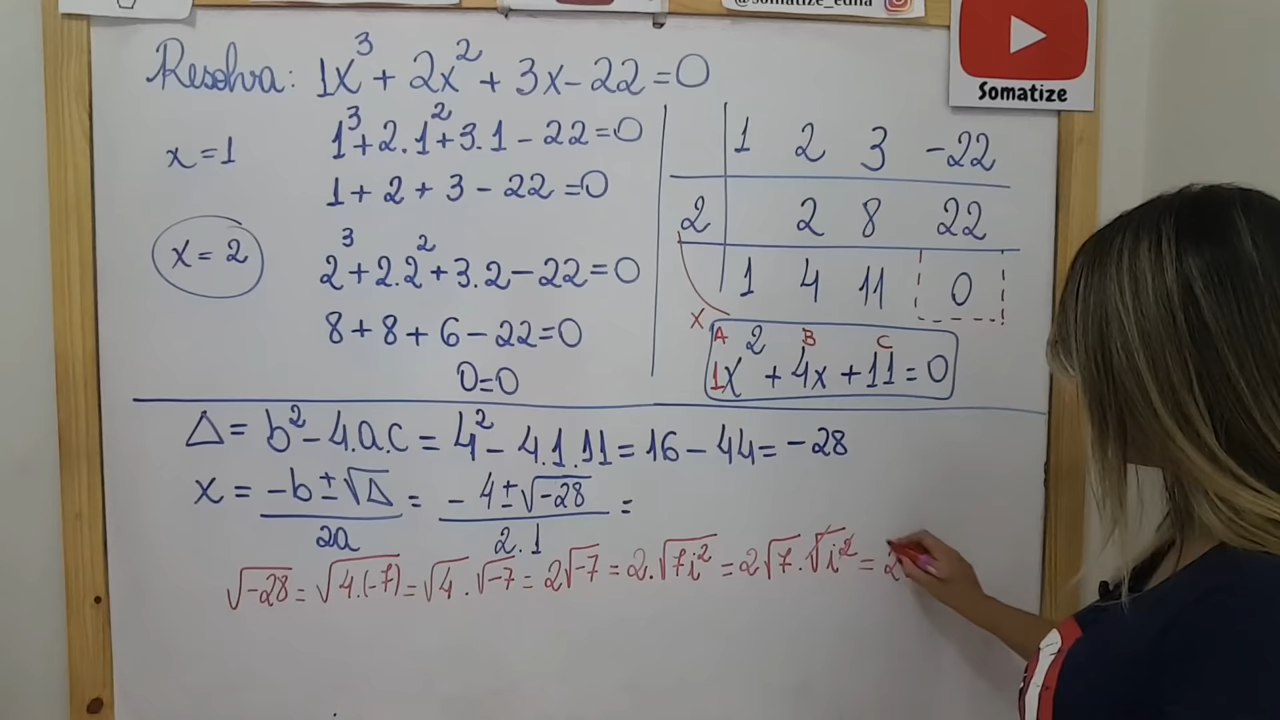 @somatize_edna
Somatize
Resolva: 1x³ + 2x² + 3x - 22 = 0
x = 1
1³ + 2.1² + 3.1 - 22 = 0
1 + 2 + 3 - 22 = 0
x = 2
2³ + 2.2² + 3.2 - 22 = 0
8 + 8 + 6 - 22 = 0
0 = 0
1 2 3 -22
2 2 8 22
1 4 11 0
x
A B C
1x² + 4x + 11 = 0
Δ = b² - 4.a.c = 4² - 4.1.11 = 16 - 44 = -28
x = -b ± √Δ / 2a = -4 ± √-28 / 2.1 =
√-28 = √4.(-7) = √4 . √-7 = 2√-7 = 2.√7i² = 2√7.√i² = 2